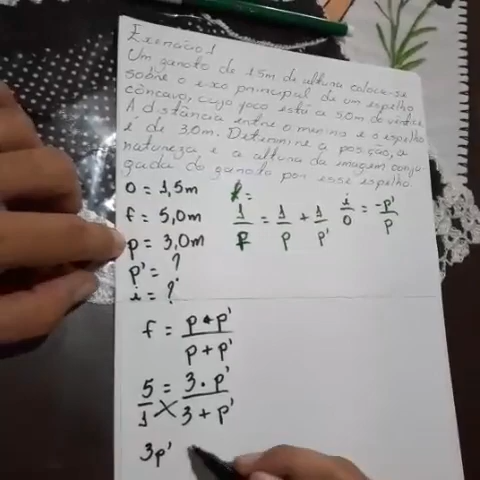 Exercício 1
Um garoto de 1,5m de altura coloca-se
sobre o eixo principal de um espelho
côncavo, cujo foco está a 5,0m do vértice.
A distância entre o menino e o espelho
é de 3,0m. Determine a posição, a
natureza e a altura da imagem conju-
gada do garoto por esse espelho.
o = 1,5m
f = 5,0m
p = 3,0m
p' = ?
i = ?
f =
1/F = 1/p + 1/p'
i/o = -p'/p
f = p • p' / p + p'
5/1 = 3 . p' / 3 + p'
3p'